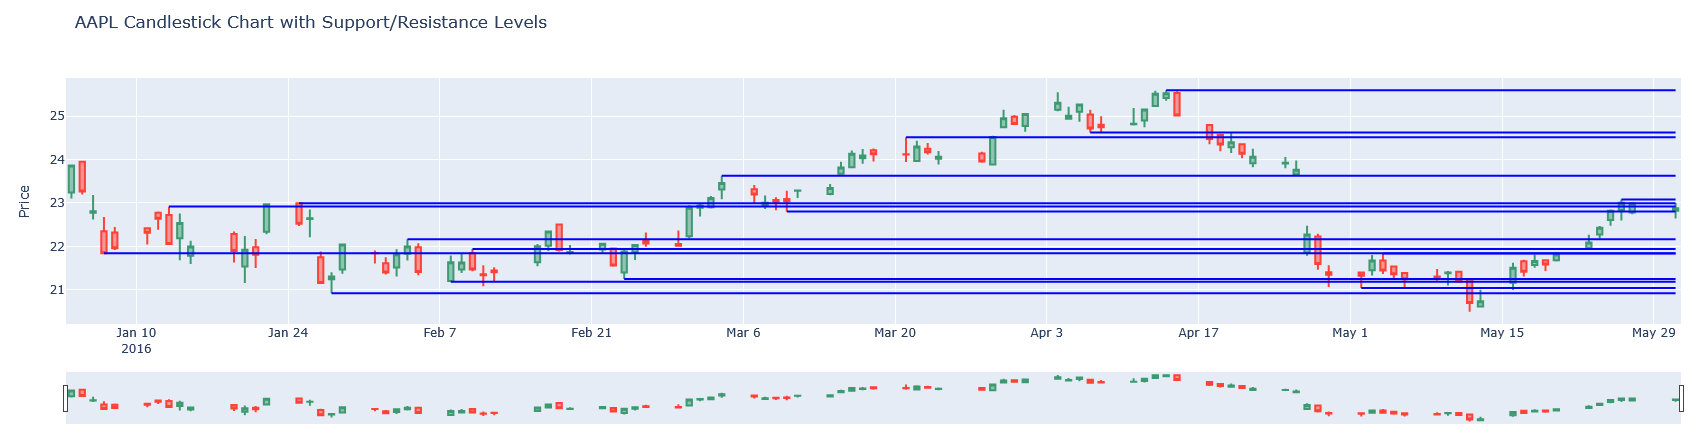 AAPL Candlestick Chart with Support/Resistance Levels
Price
25
24
23
22
21
Jan 10
2016
Jan 24
Feb 7
Feb 21
Mar 6
Mar 20
Apr 3
Apr 17
May 1
May 15
May 29